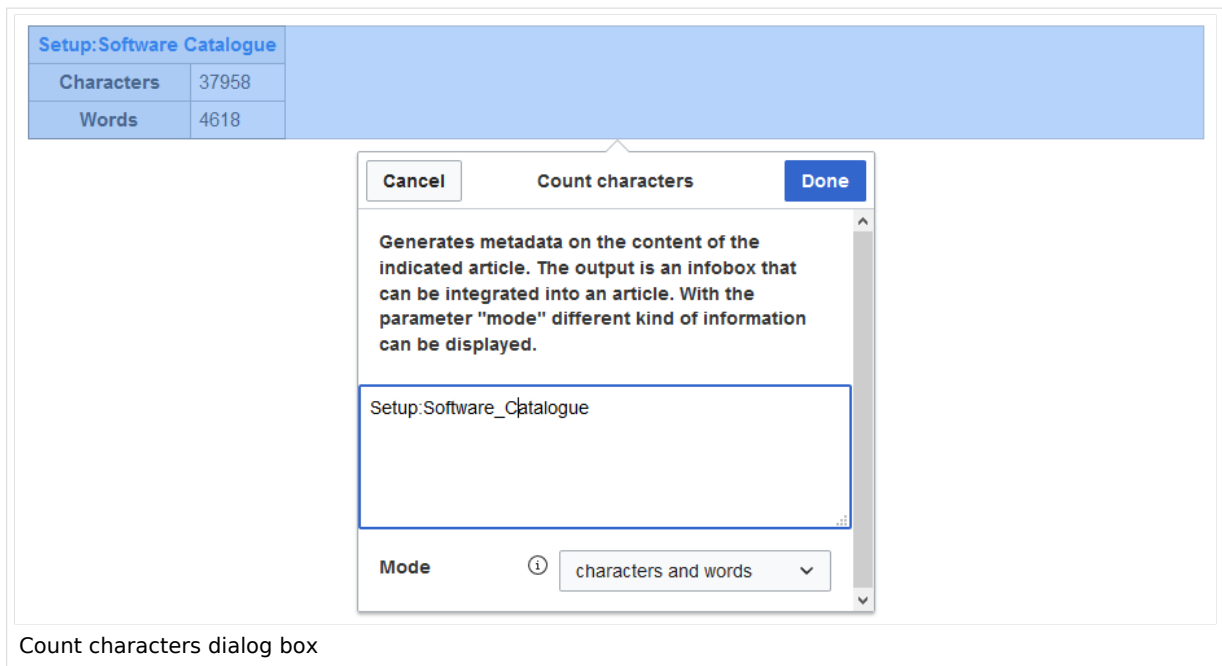 Setup:Software Catalogue
Characters 37958
Words 4618
Cancel Count characters Done
Generates metadata on the content of the
indicated article. The output is an infobox that
can be integrated into an article. With the
parameter "mode" different kind of information
can be displayed.
Setup:Software_Catalogue
Mode characters and words
Count characters dialog box